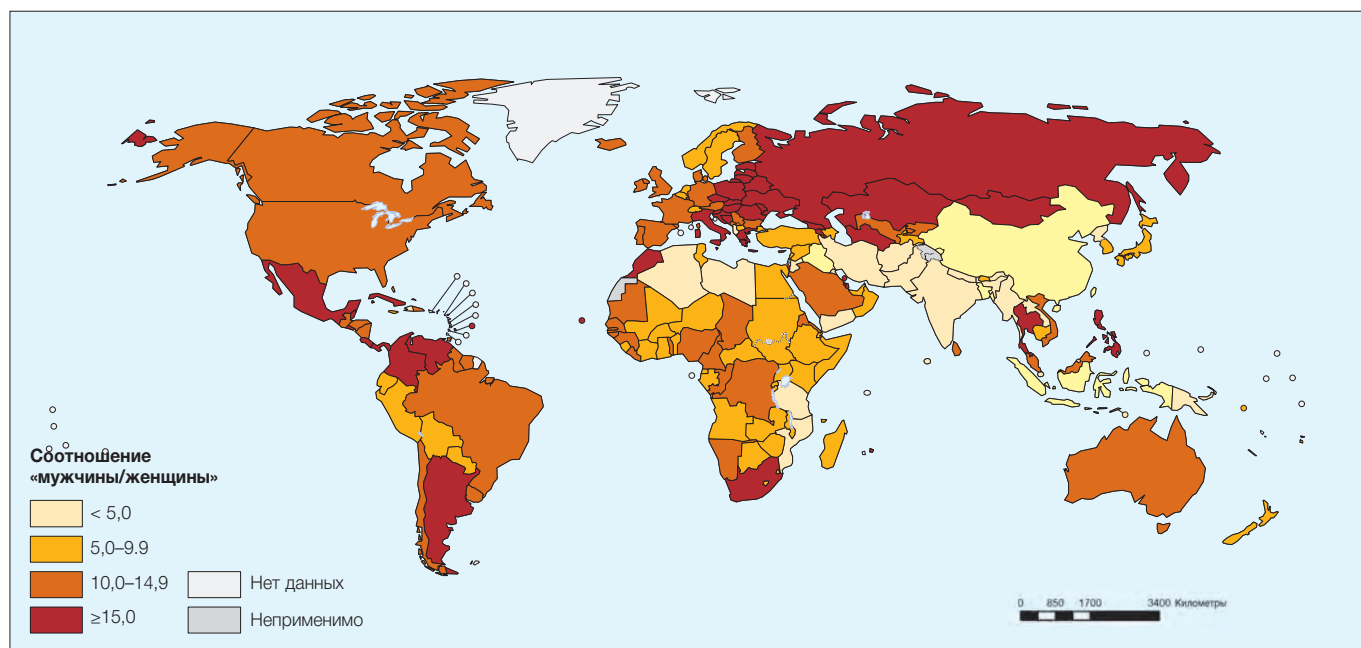 Соотношение
«мужчины/женщины»
< 5,0
5,0–9.9
10,0–14,9
≥15,0
Нет данных
Неприменимо
0 850 1700 3400 Километры